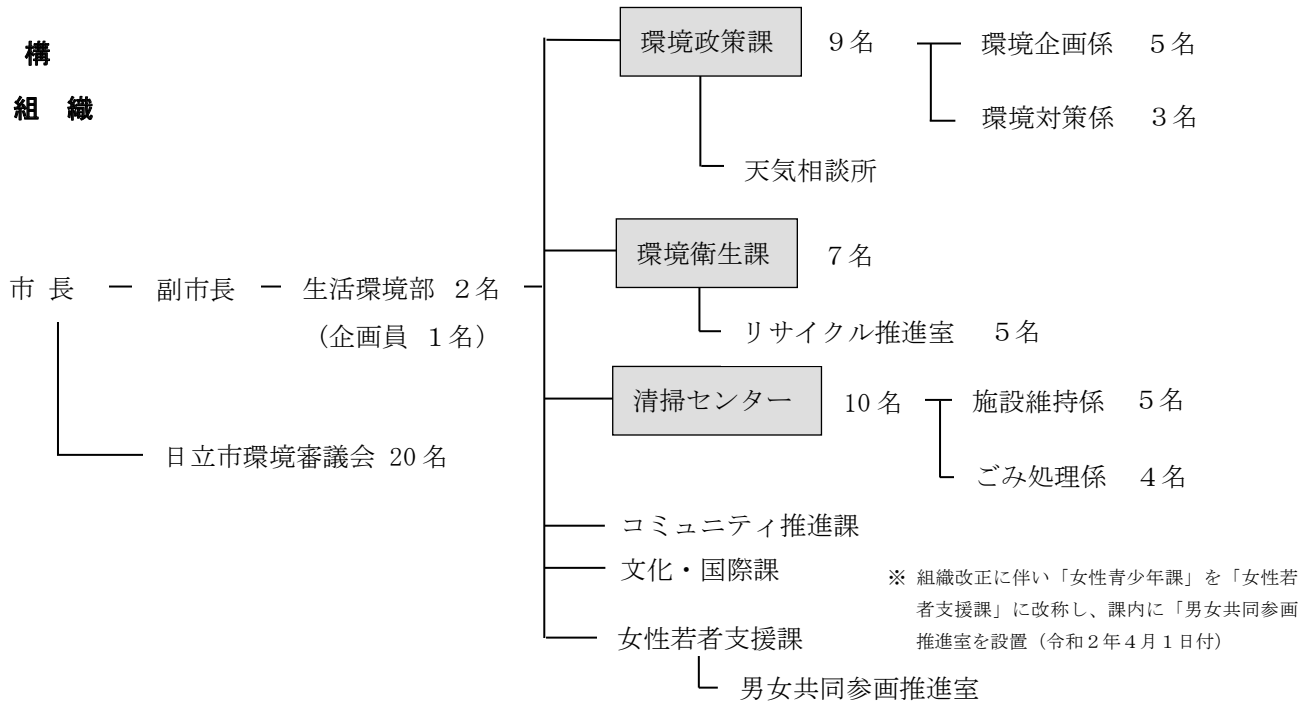 構
組 織
環境政策課 ９名 環境企画係 ５名
環境対策係 ３名
天気相談所
環境衛生課 ７名
市 長 副市長 生活環境部 ２名
（企画員 １名）
リサイクル推進室 ５名
清掃センター 10 名 施設維持係 ５名
日立市環境審議会 20 名
ごみ処理係 ４名
コミュニティ推進課
文化・国際課
女性若者支援課
男女共同参画推進室
※ 組織改正に伴い「女性青少年課」を「女性若
者支援課」に改称し、課内に「男女共同参画
推進室を設置（令和２年４月１日付）